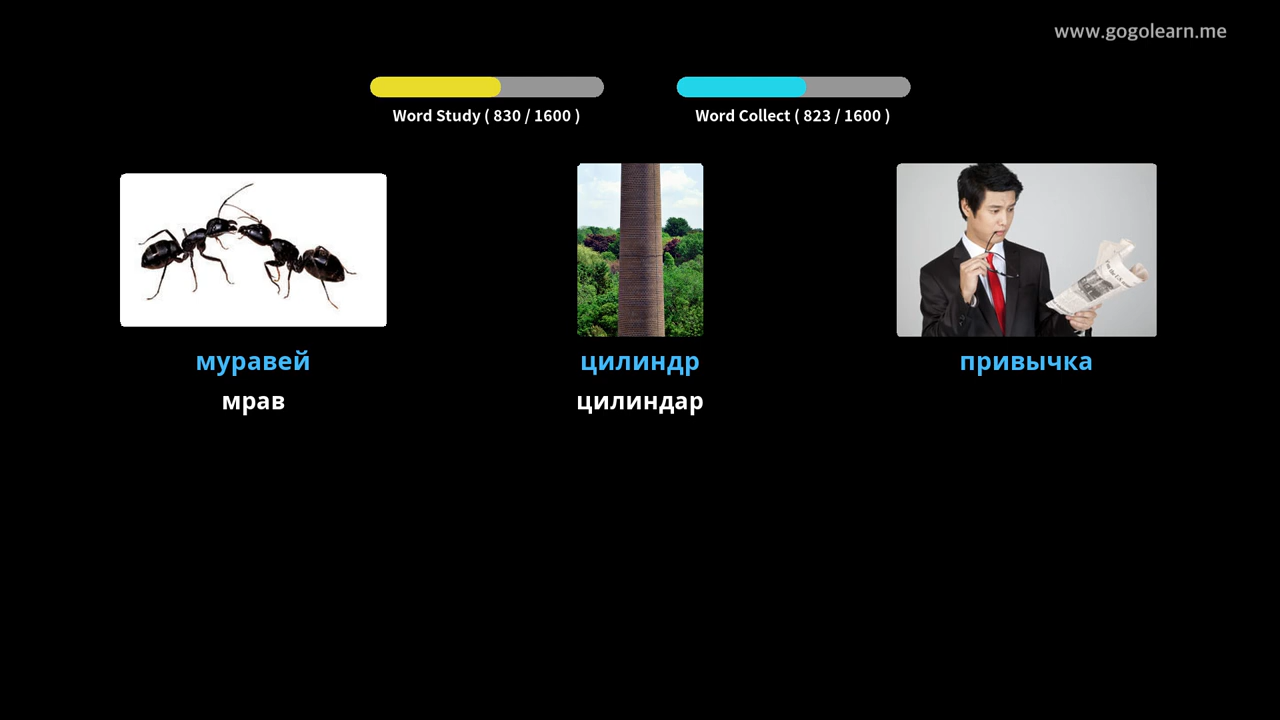 www.gogolearn.me
Word Study ( 830 / 1600 )
Word Collect ( 823 / 1600 )
муравей
мрав
цилиндр
цилиндар
привычка